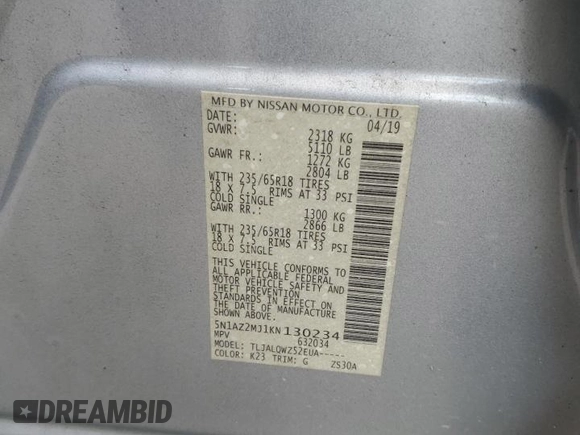 MFD BY NISSAN MOTOR CO., LTD.
DATE: 04/19
GVWR: 2318 KG
5110 LB
GAWR FR.: 1272 KG
2804 LB
WITH 235/65R18 TIRES
18 X 7.5 RIMS AT 33 PSI
COLD SINGLE
GAWR RR.: 1300 KG
2866 LB
WITH 235/65R18 TIRES
18 X 7.5 RIMS AT 33 PSI
COLD SINGLE
THIS VEHICLE CONFORMS TO
ALL APPLICABLE FEDERAL
MOTOR VEHICLE SAFETY AND
THEFT PREVENTION
STANDARDS IN EFFECT ON
THE DATE OF MANUFACTURE
5N1AZ2MJ1KN130234
MPV 632034
MODEL: TLJALQWZ52EUA-----
COLOR: K23 TRIM: G ZS30A
DREAMBID
.COM